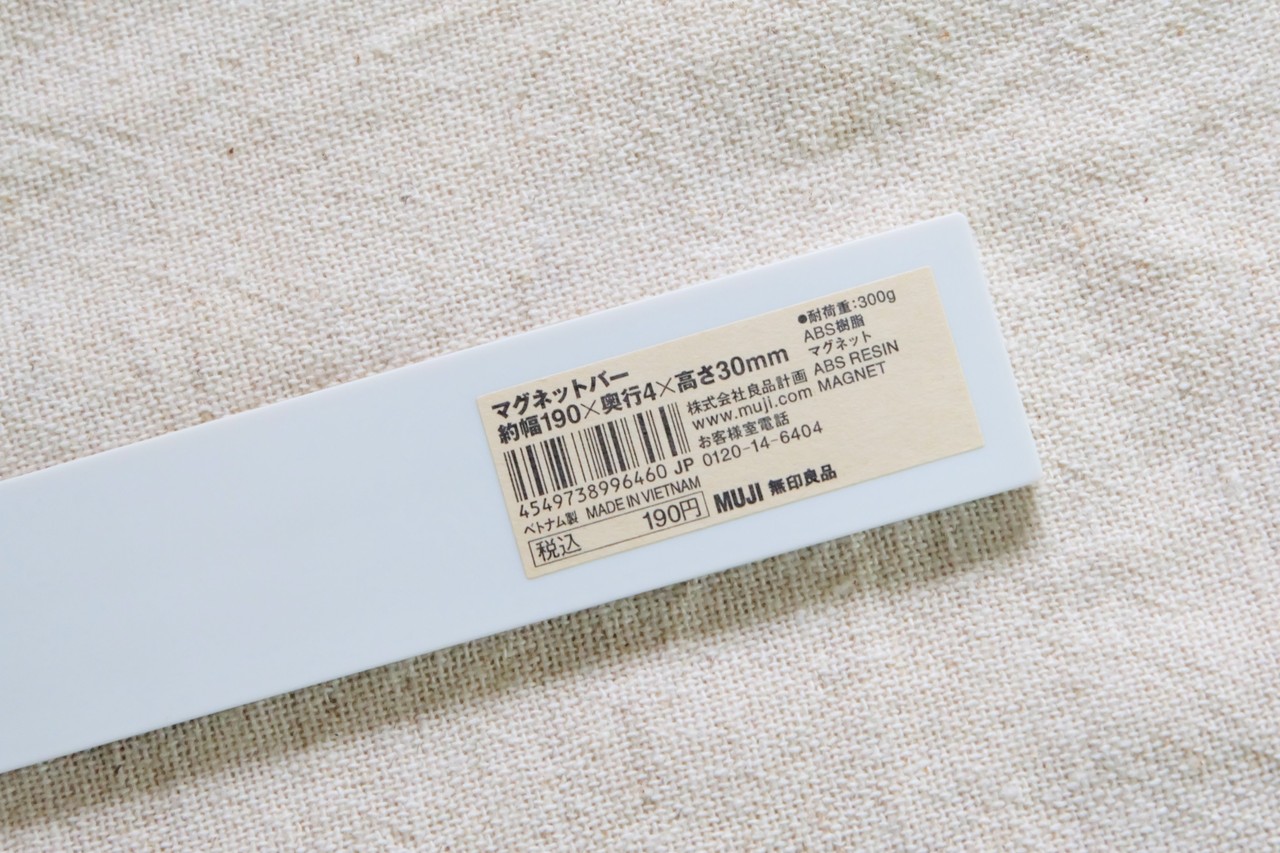 マグネットバー
約幅190×奥行4×高さ30mm
4549738996460 JP
ベトナム製 MADE IN VIETNAM
税込 190円
株式会社良品計画
www.muji.com
お客様室電話
0120-14-6404
MUJI 無印良品
●耐荷重:300g
ABS樹脂
マグネット
ABS RESIN
MAGNET